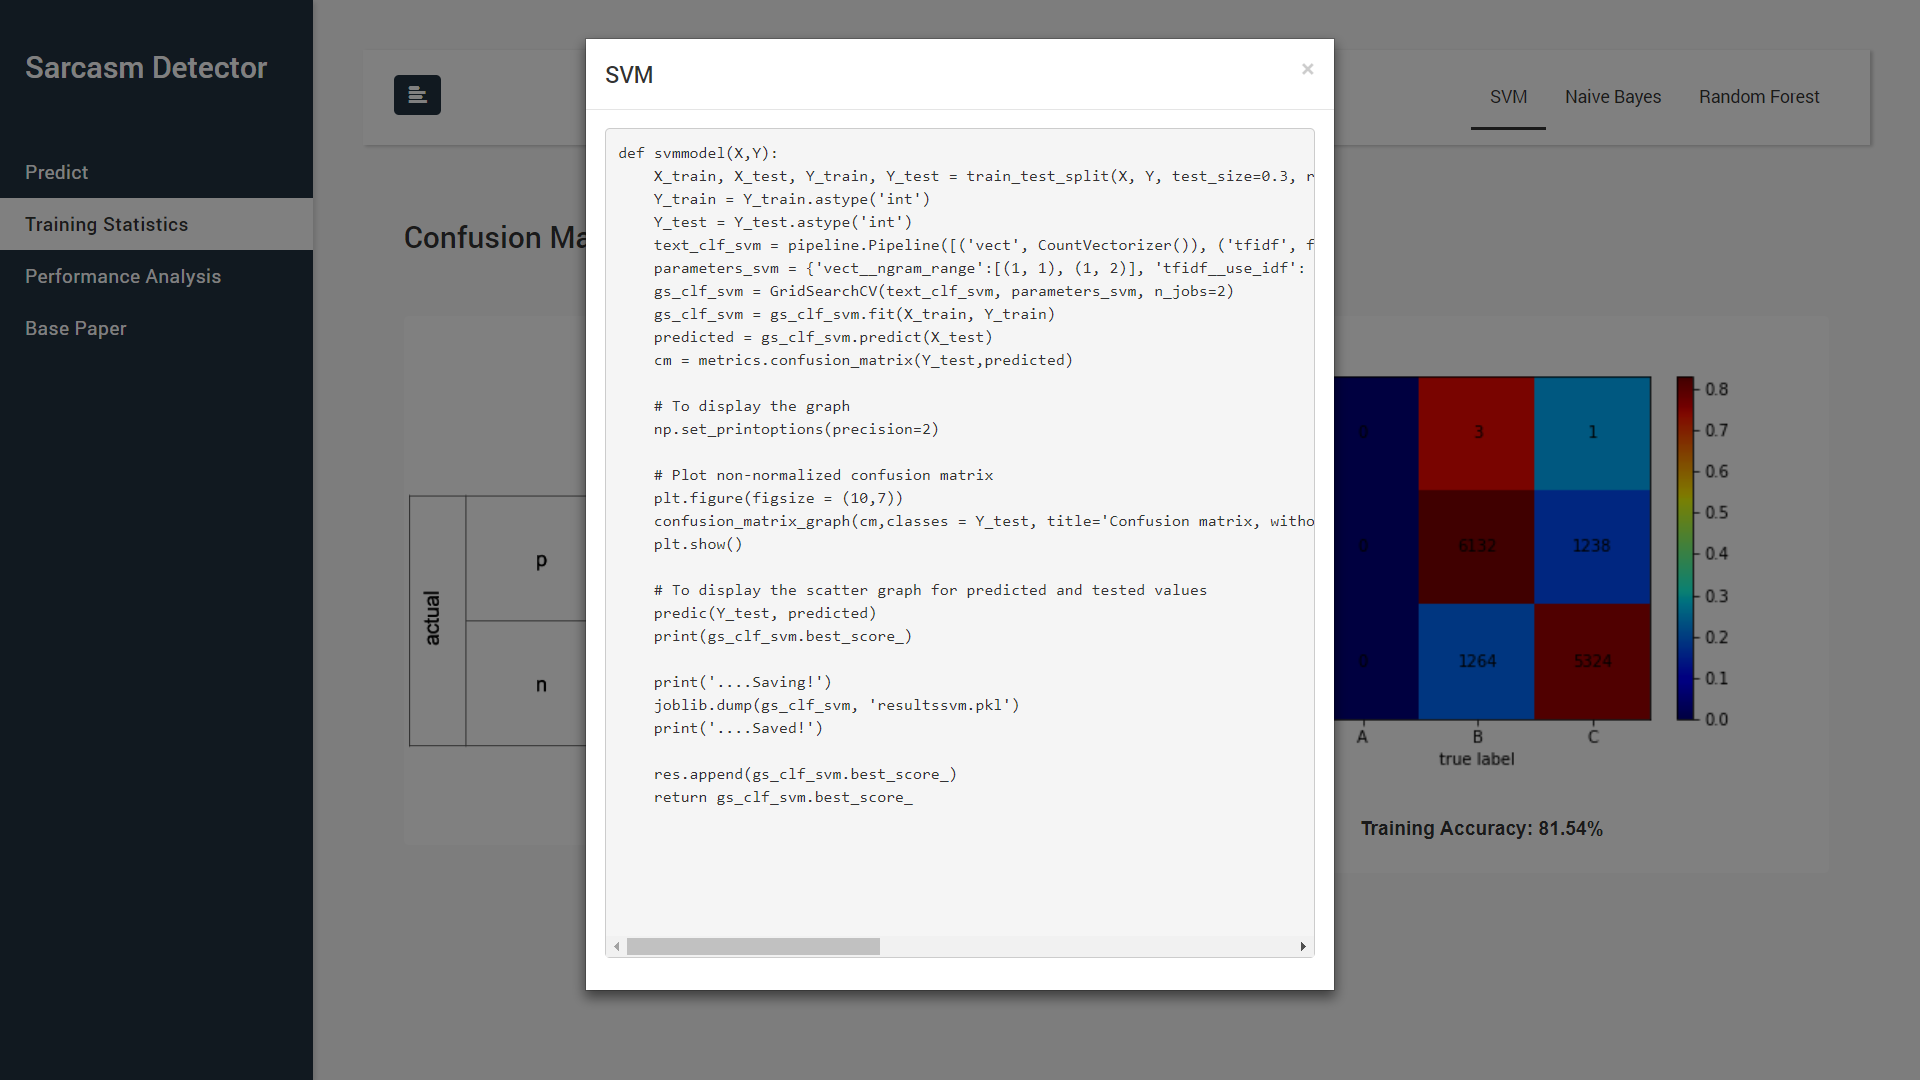 Sarcasm Detector
Predict
Training Statistics
Performance Analysis
Base Paper
SVM
Naive Bayes
Random Forest
Confusion Ma
actual
p
n
SVM
×
def svmmodel(X,Y):
    X_train, X_test, Y_train, Y_test = train_test_split(X, Y, test_size=0.3, r
    Y_train = Y_train.astype('int')
    Y_test = Y_test.astype('int')
    text_clf_svm = pipeline.Pipeline([('vect', CountVectorizer()), ('tfidf', f
    parameters_svm = {'vect__ngram_range':[(1, 1), (1, 2)], 'tfidf__use_idf':
    gs_clf_svm = GridSearchCV(text_clf_svm, parameters_svm, n_jobs=2)
    gs_clf_svm = gs_clf_svm.fit(X_train, Y_train)
    predicted = gs_clf_svm.predict(X_test)
    cm = metrics.confusion_matrix(Y_test,predicted)
    # To display the graph
    np.set_printoptions(precision=2)
    # Plot non-normalized confusion matrix
    plt.figure(figsize = (10,7))
    confusion_matrix_graph(cm,classes = Y_test, title='Confusion matrix, witho
    plt.show()
    # To display the scatter graph for predicted and tested values
    predic(Y_test, predicted)
    print(gs_clf_svm.best_score_)
    print('....Saving!')
    joblib.dump(gs_clf_svm, 'resultssvm.pkl')
    print('....Saved!')
    res.append(gs_clf_svm.best_score_)
    return gs_clf_svm.best_score_
0 3 1
0 6132 1238
0 1264 5324
A B C
true label
0.8
0.7
0.6
0.5
0.4
0.3
0.2
0.1
0.0
Training Accuracy: 81.54%